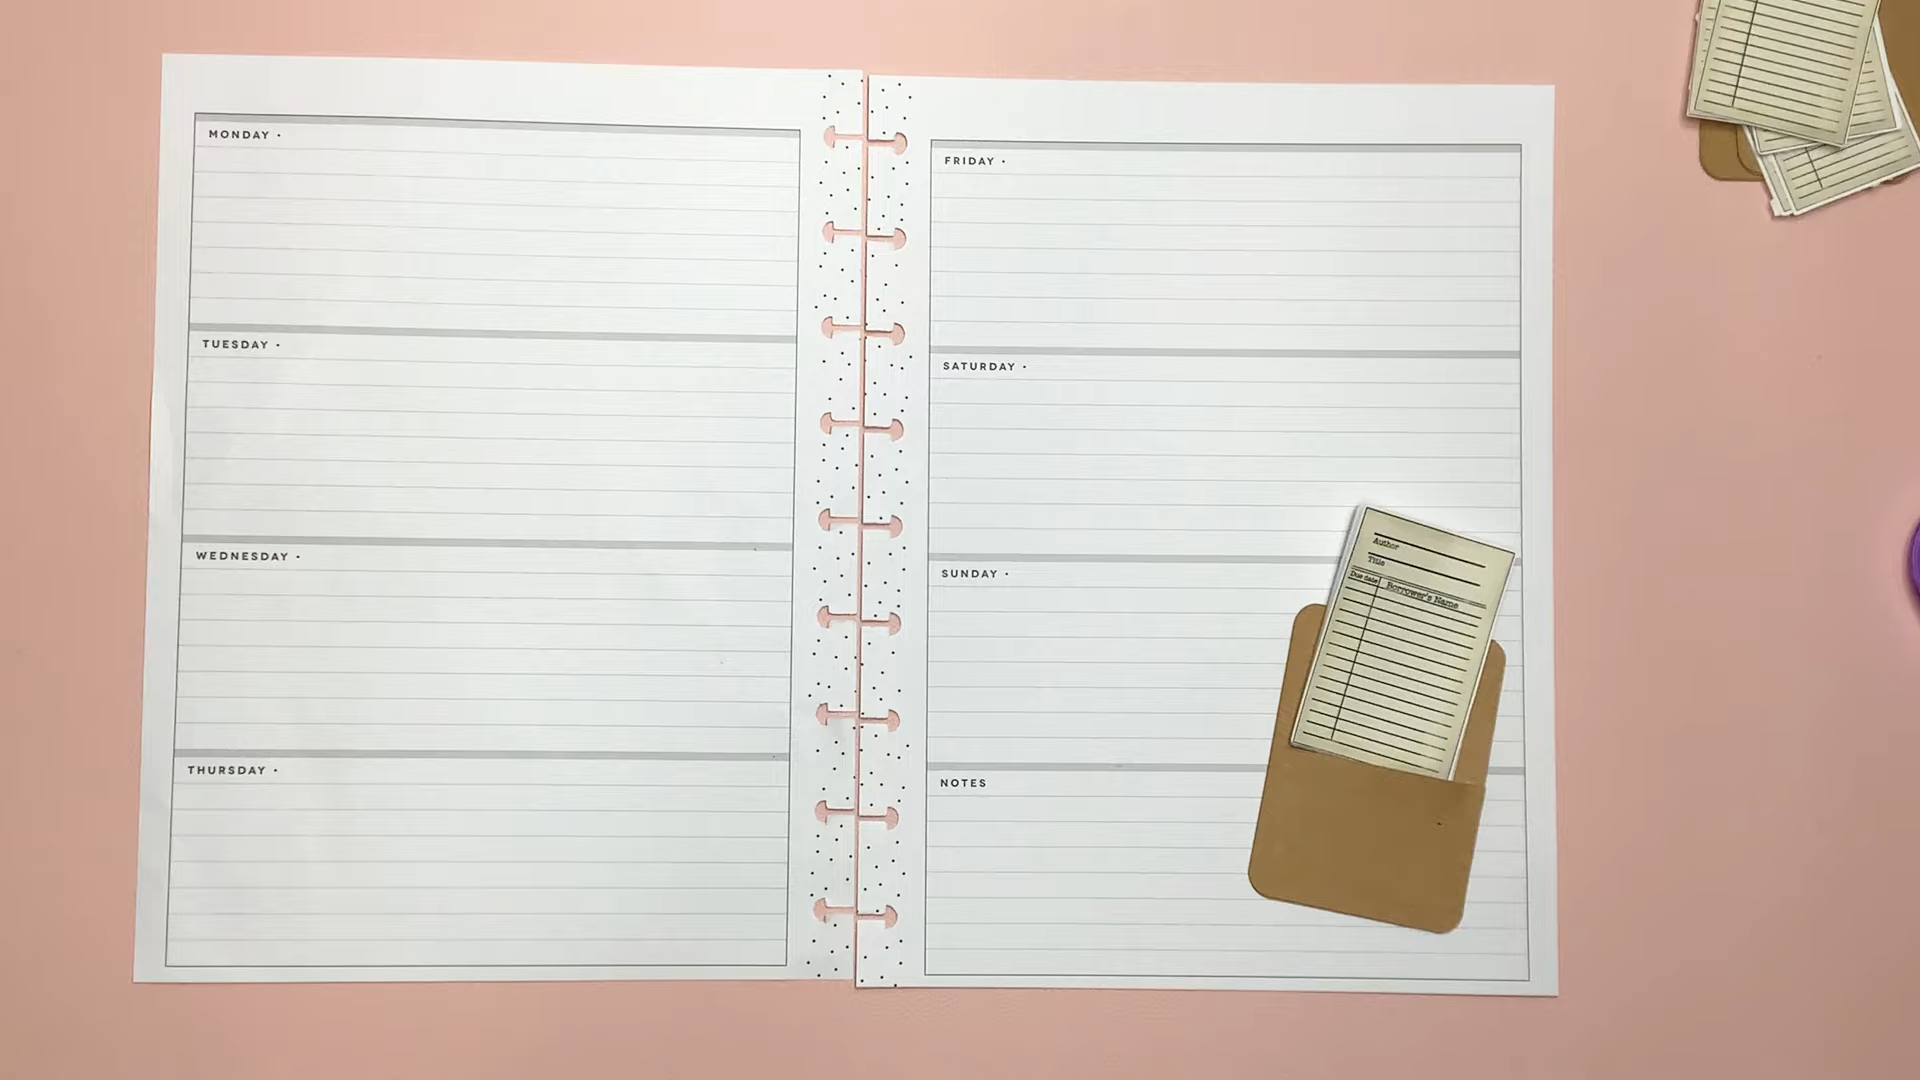 MONDAY •
TUESDAY •
WEDNESDAY •
THURSDAY •
FRIDAY •
SATURDAY •
SUNDAY •
NOTES
Author
Title
Due date Borrower's Name